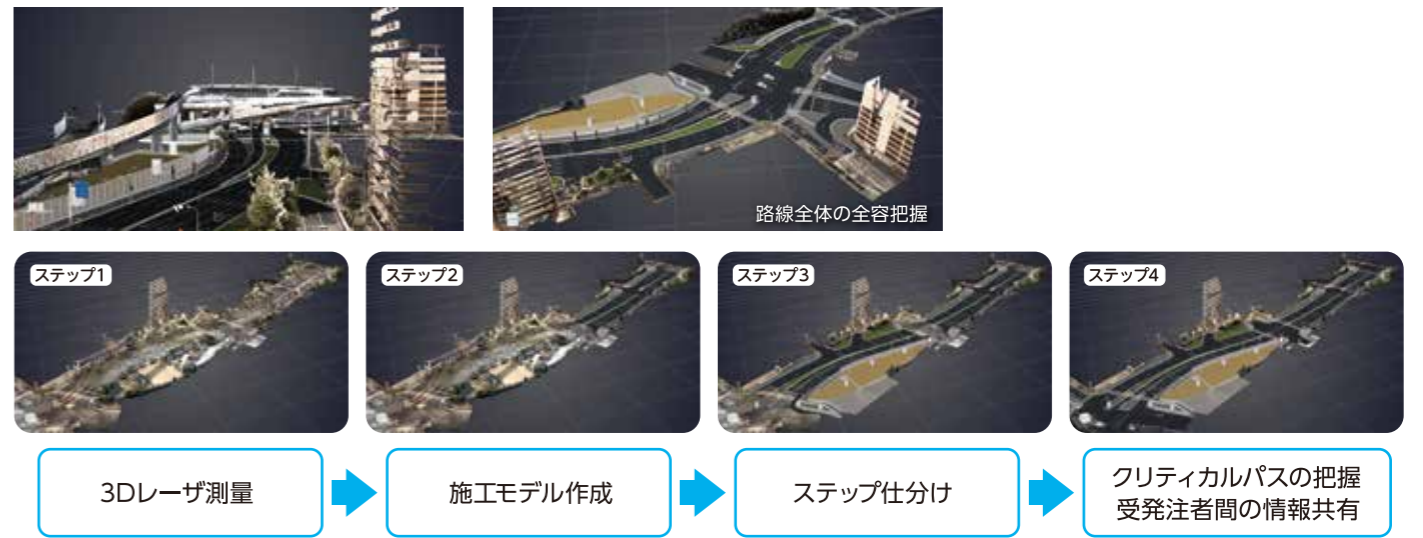 路線全体の全容把握
ステップ1
ステップ2
ステップ3
ステップ4
3Dレーザ測量
施工モデル作成
ステップ仕分け
クリティカルパスの把握
受発注者間の情報共有